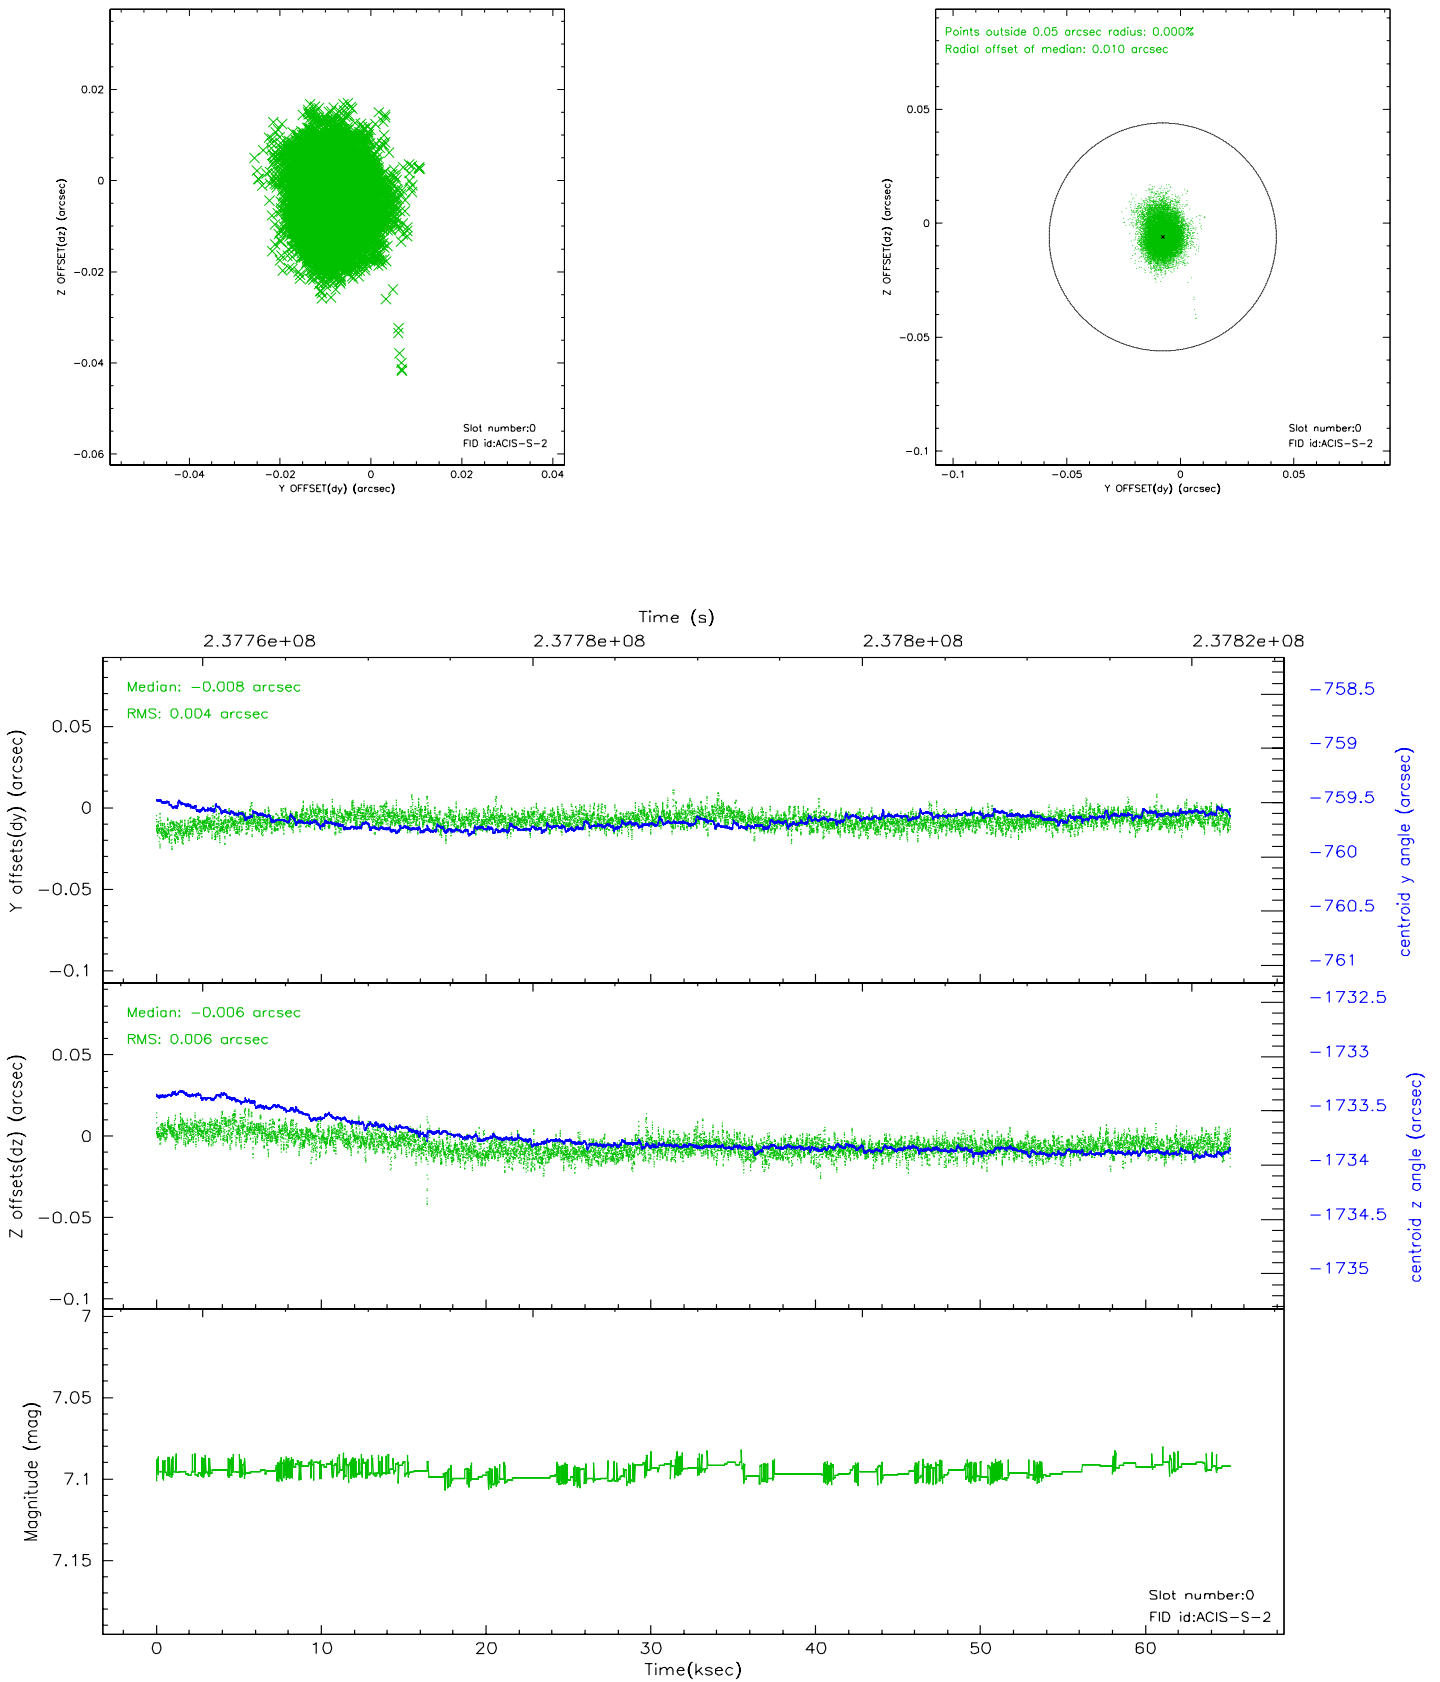 0.02
0
−0.02
−0.04
−0.06
Z OFFSET(dz) (arcsec)
−0.04
−0.02
0
0.02
0.04
Y OFFSET(dy) (arcsec)
Slot number:0
FID id:ACIS−S−2
Points outside 0.05 arcsec radius: 0.000%
Radial offset of median: 0.010 arcsec
0.05
0
−0.05
−0.1
Z OFFSET(dz) (arcsec)
−0.1
−0.05
0
0.05
Y OFFSET(dy) (arcsec)
Slot number:0
FID id:ACIS−S−2
Time (s)
2.3776e+08
2.3778e+08
2.378e+08
2.3782e+08
Median: −0.008 arcsec
RMS: 0.004 arcsec
0.05
0
−0.05
−0.1
Y offsets(dy) (arcsec)
−758.5
−759
−759.5
−760
−760.5
−761
centroid y angle (arcsec)
Median: −0.006 arcsec
RMS: 0.006 arcsec
0.05
0
−0.05
−0.1
Z offsets(dz) (arcsec)
−1732.5
−1733
−1733.5
−1734
−1734.5
−1735
centroid z angle (arcsec)
7
7.05
7.1
7.15
Magnitude (mag)
Slot number:0
FID id:ACIS−S−2
0
10
20
30
40
50
60
Time(ksec)